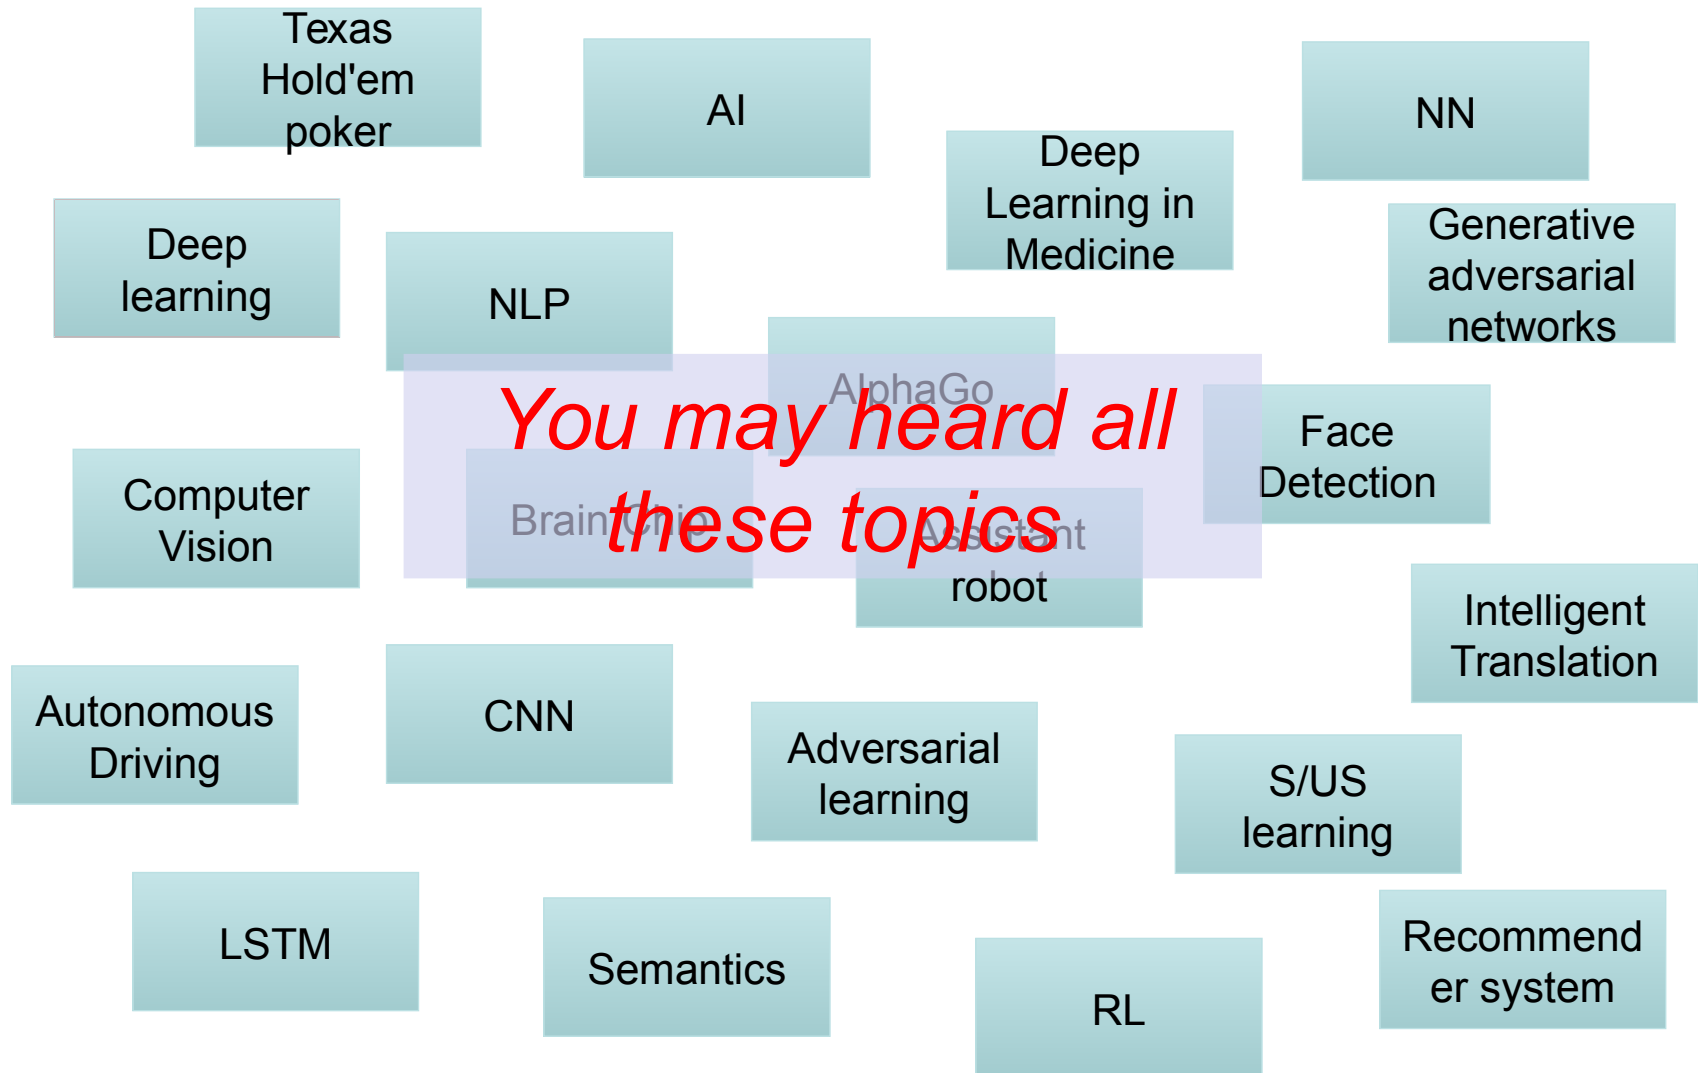 Texas
Hold'em
poker
AI
NN
Deep
Learning in
Medicine
Deep
learning
NLP
Generative
adversarial
networks
AlphaGo
You may heard all
these topics
Face
Detection
Computer
Vision
Brain Chip
Assistant
robot
Intelligent
Translation
Autonomous
Driving
CNN
Adversarial
learning
S/US
learning
LSTM
Semantics
RL
Recommend
er system